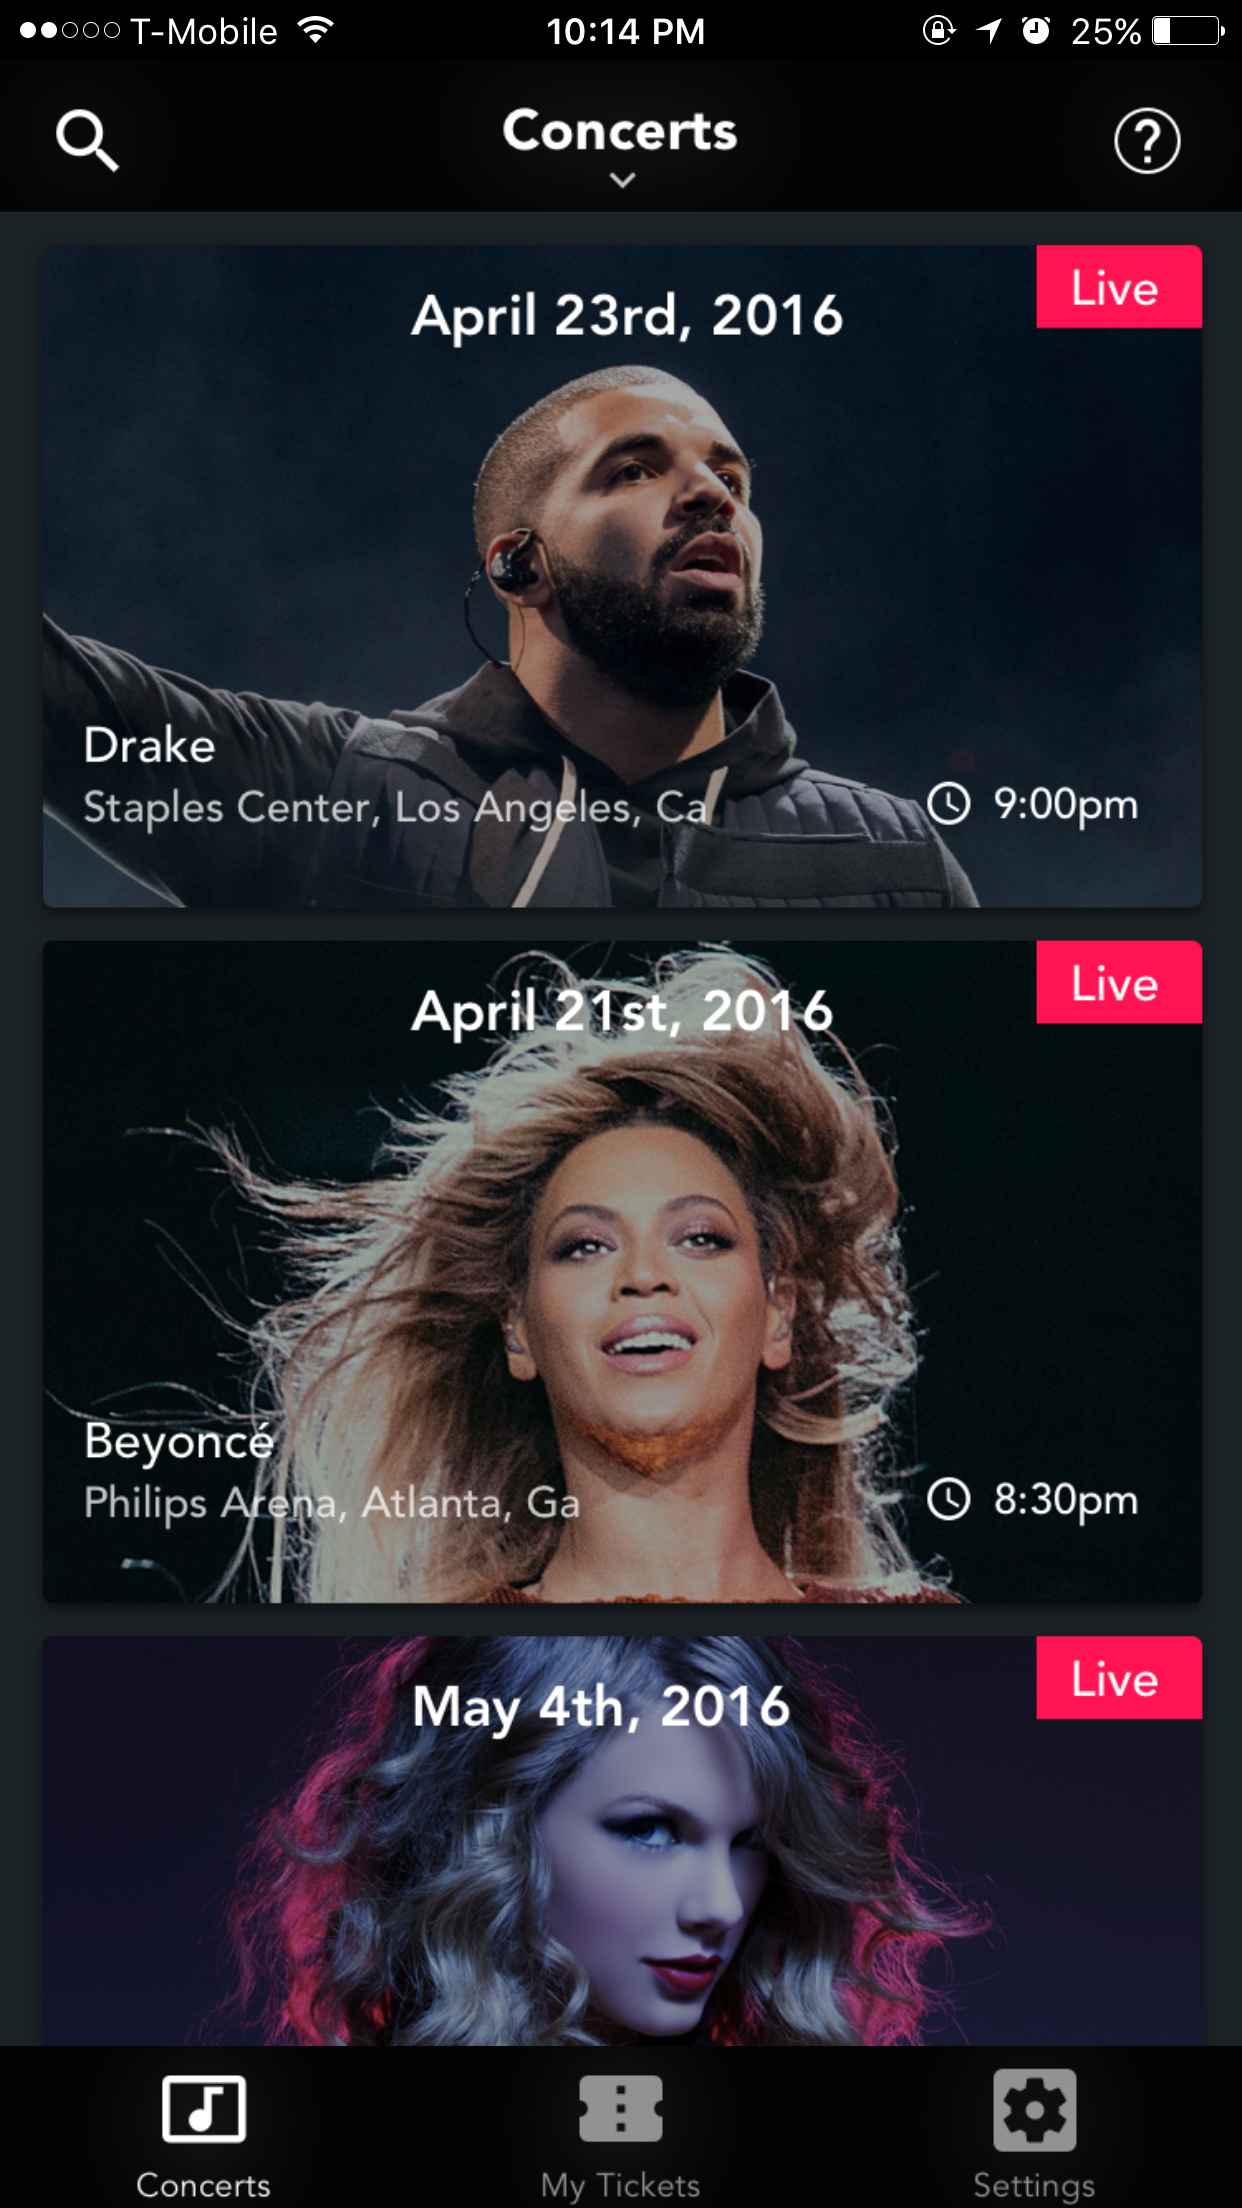 T-Mobile 10:14 PM 25%
Concerts
Live
April 23rd, 2016
Drake
Staples Center, Los Angeles, Ca
9:00pm
Live
April 21st, 2016
Beyoncé
Philips Arena, Atlanta, Ga
8:30pm
Live
May 4th, 2016
Concerts My Tickets Settings